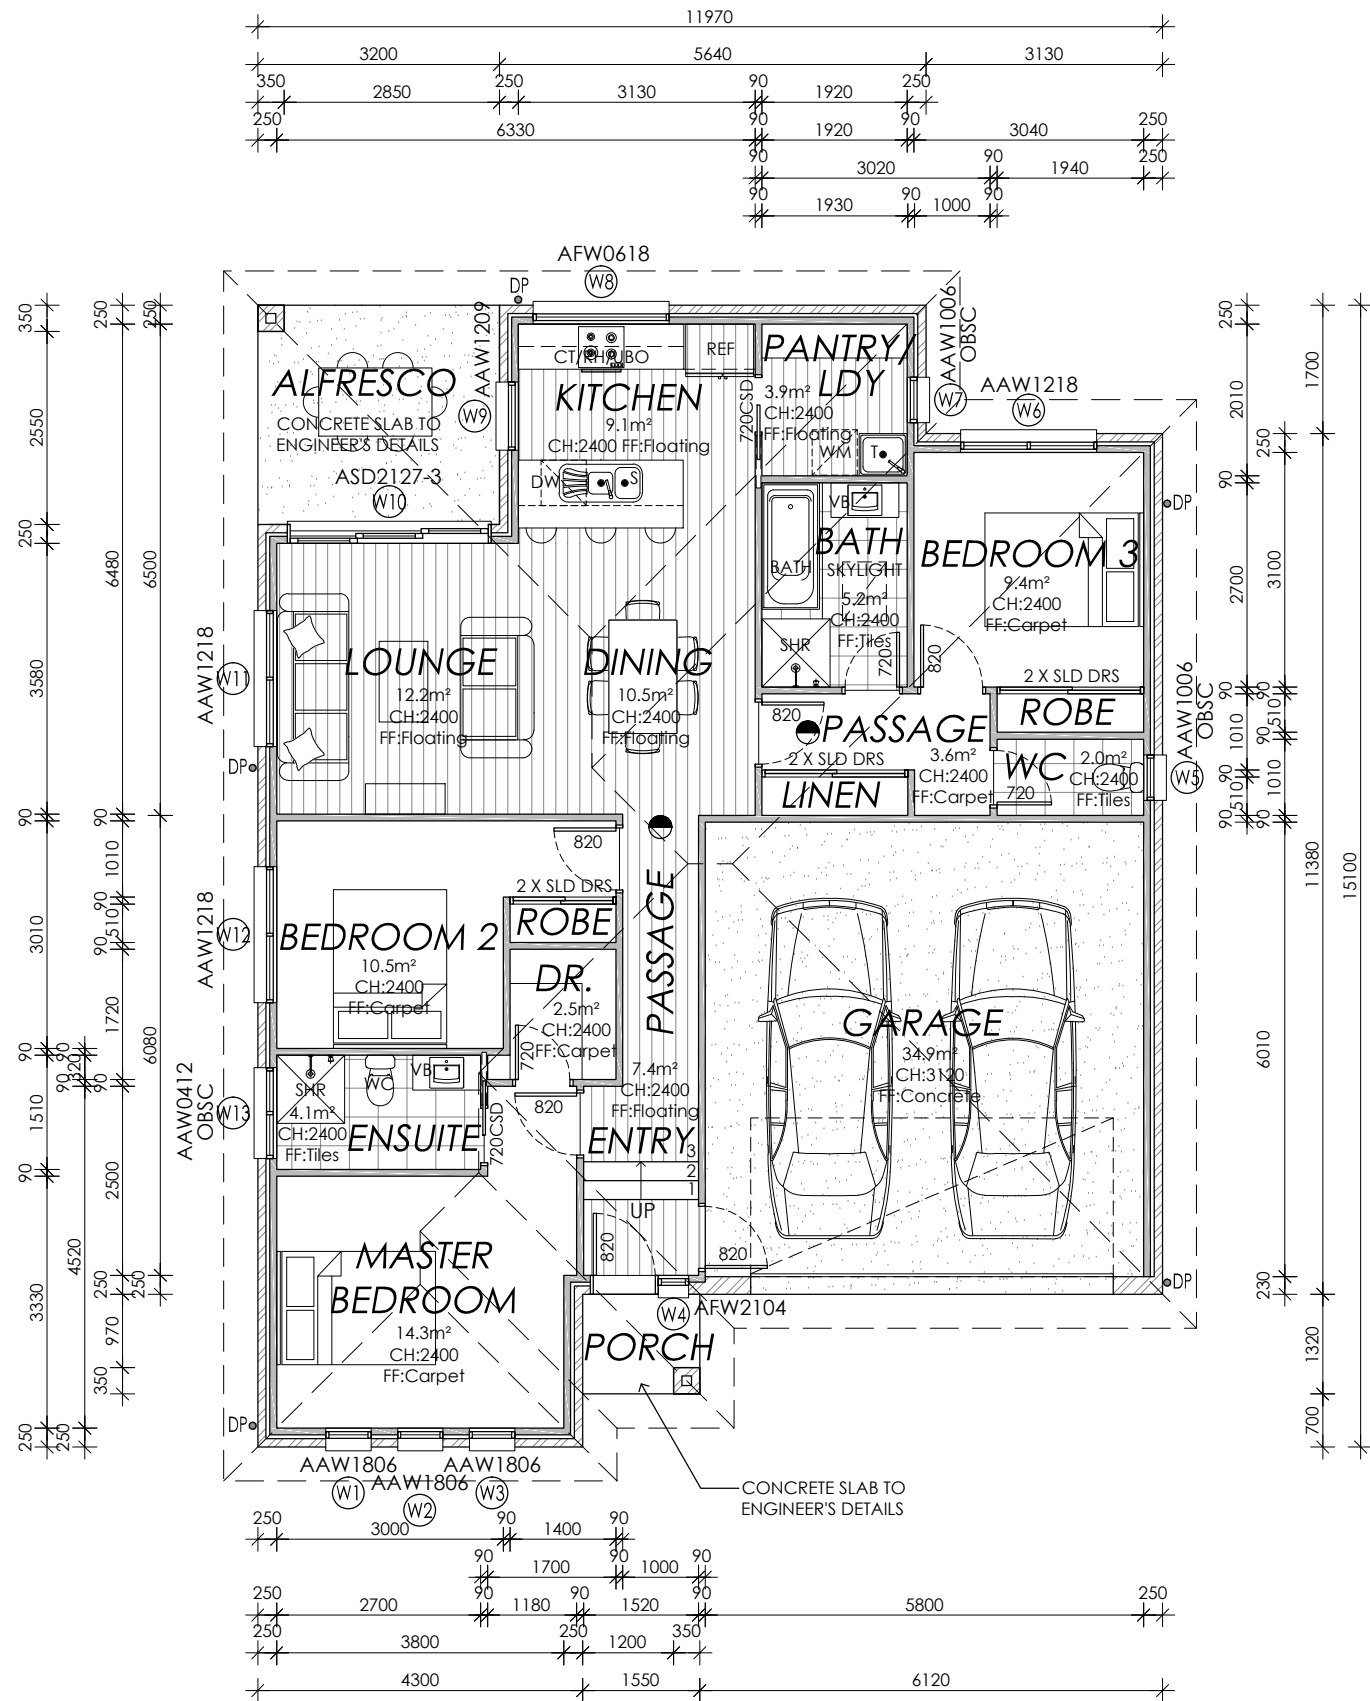 11970
3200 5640 3130
350 2850 250 3130 90 1920 250
250 6330 90 1920 90 3040 250
90 3020 90 1940 250
90 1930 90 1000 90
AFW0618
W8
DP
AAW1209
W9
AAW1006
OBSC
W7
AAW1218
W6
ALFRESCO
CONCRETE SLAB TO
ENGINEER'S DETAILS
ASD2127-3
W10
CT/RH/UBO
REF
KITCHEN
9.1m²
CH:2400 FF:Floating
DW
S
720CSD
PANTRY/
LDY
3.9m²
CH:2400
FF:Floating
WM
T
DP
VB
BATH
BATH
SKYLIGHT
5.2m²
CH:2400
FF:Tiles
SHR
720
820
BEDROOM 3
9.4m²
CH:2400
FF:Carpet
2 X SLD DRS
ROBE
AAW1218
W11
DP
LOUNGE
12.2m²
CH:2400
FF:Floating
DINING
10.5m²
CH:2400
FF:Floating
820
PASSAGE
2 X SLD DRS
3.6m²
CH:2400
FF:Carpet
LINEN
WC
2.0m²
CH:2400
FF:Tiles
720
AAW1006
OBSC
W5
820
2 X SLD DRS
ROBE
AAW1218
W12
BEDROOM 2
10.5m²
CH:2400
FF:Carpet
DR.
2.5m²
CH:2400
FF:Carpet
720
PASSAGE
7.4m²
CH:2400
FF:Floating
GARAGE
34.9m²
CH:3120
FF:Concrete
AAW0412
OBSC
W13
SHR
WC
VB
4.1m²
CH:2400
FF:Tiles
ENSUITE
720CSD
820
ENTRY
3
2
1
UP
820
820
MASTER
BEDROOM
14.3m²
CH:2400
FF:Carpet
W4
AFW2104
DP
PORCH
DP
AAW1806
W1
AAW1806
W2
AAW1806
W3
CONCRETE SLAB TO
ENGINEER'S DETAILS
350 2550 250 3580 90 3010 90 1510 90 3330 250
90 320 90 4520 250
250 6480 90 1010 90 510 90 1720 90 2500 250 970 350
250 6500 6080 250
250 2010 90 2700 90 1010 90 510 90
250 3100 90 510 90 1010 90 6010 230
1700 11380 1320 700
15100
250 3000 90 1400 90
90 1700 90 1000 90
250 2700 90 1180 90 1520 90 5800 250
250 3800 250 1200 350
4300 1550 6120